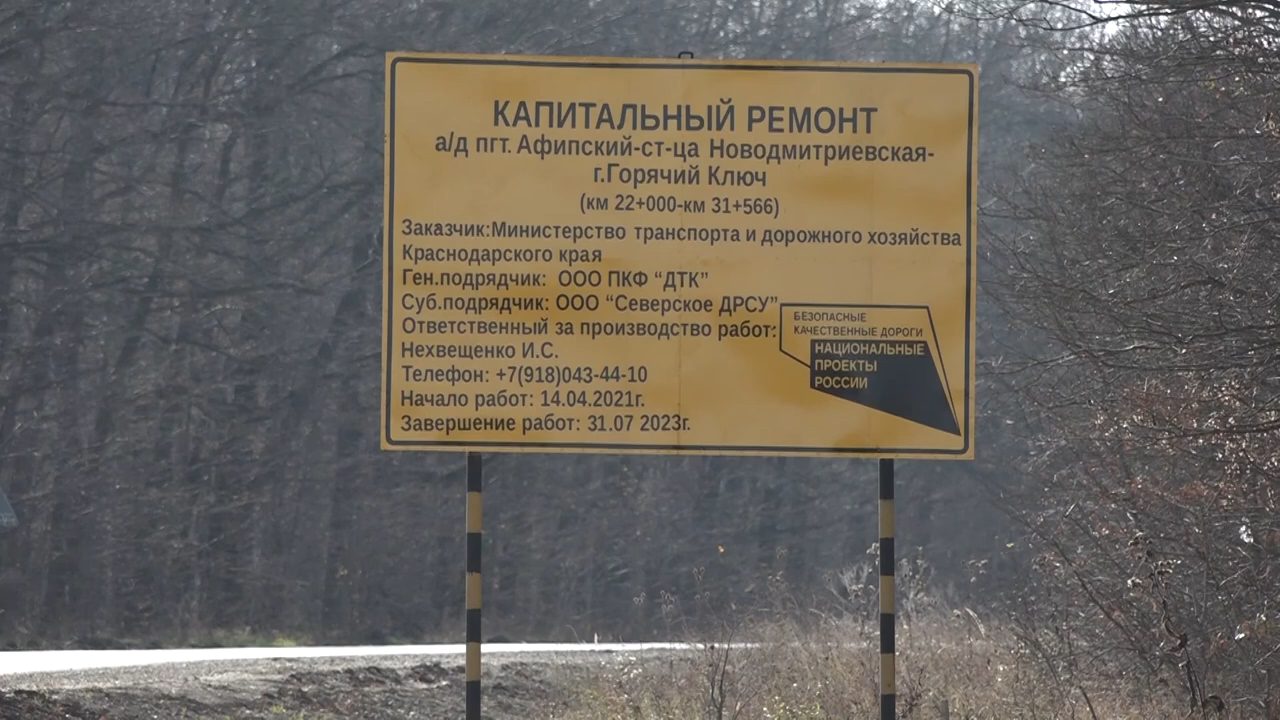 КАПИТАЛЬНЫЙ РЕМОНТ
а/д пгт. Афипский-ст-ца Новодмитриевская-
г.Горячий Ключ
(км 22+000-км 31+566)
Заказчик:Министерство транспорта и дорожного хозяйства
Краснодарского края
Ген.подрядчик: ООО ПКФ “ДТК”
Суб.подрядчик: ООО “Северское ДРСУ”
Ответственный за производство работ:
Нехвещенко И.С.
Телефон: +7(918)043-44-10
Начало работ: 14.04.2021г.
Завершение работ: 31.07 2023г.
БЕЗОПАСНЫЕ
КАЧЕСТВЕННЫЕ ДОРОГИ
НАЦИОНАЛЬНЫЕ
ПРОЕКТЫ
РОССИИ